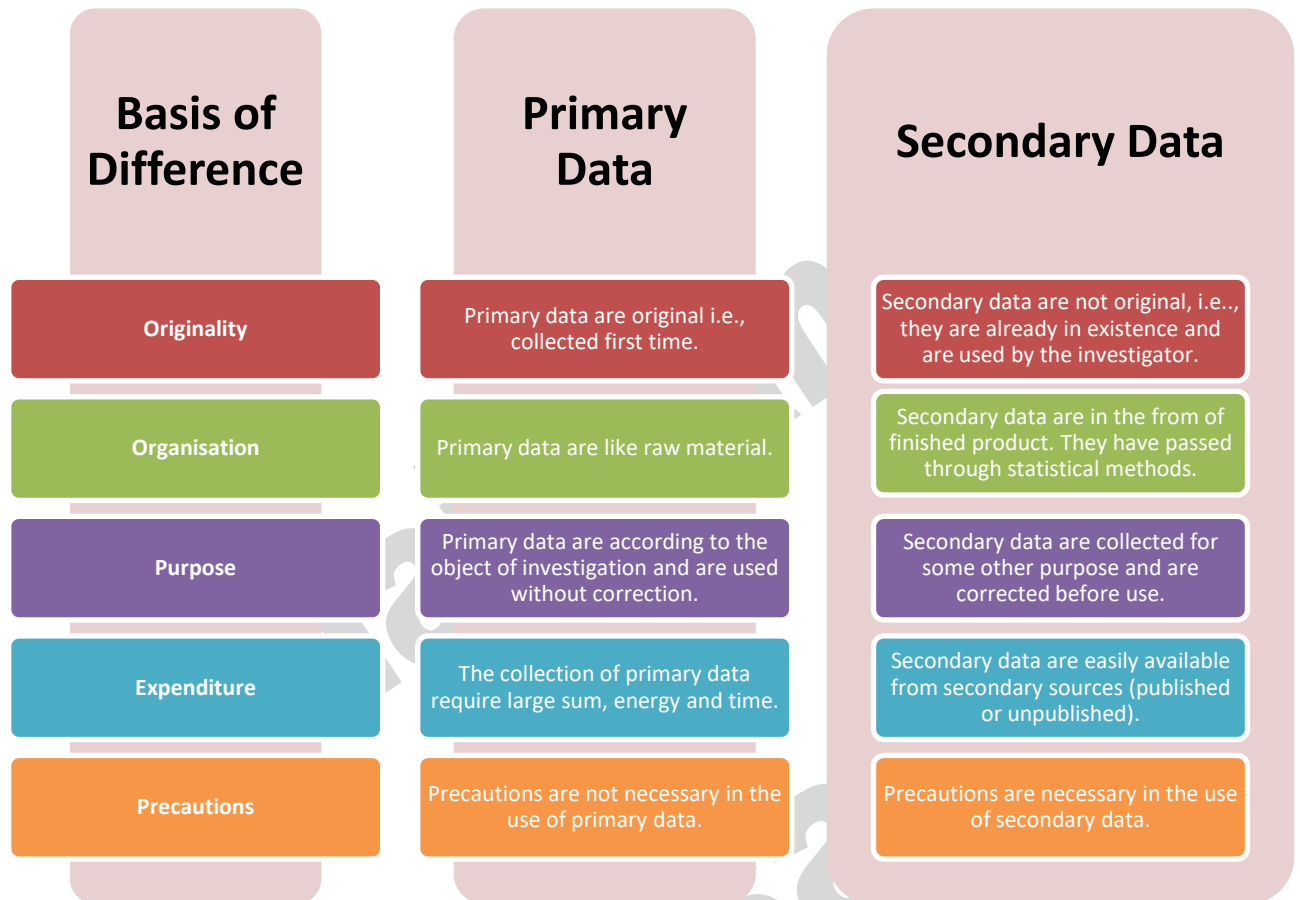 Basis of
Difference
Primary
Data
Secondary Data
Originality
Primary data are original i.e.,
collected first time.
Secondary data are not original, i.e..,
they are already in existence and
are used by the investigator.
Organisation
Primary data are like raw material.
Secondary data are in the from of
finished product. They have passed
through statistical methods.
Purpose
Primary data are according to the
object of investigation and are used
without correction.
Secondary data are collected for
some other purpose and are
corrected before use.
Expenditure
The collection of primary data
require large sum, energy and time.
Secondary data are easily available
from secondary sources (published
or unpublished).
Precautions
Precautions are not necessary in the
use of primary data.
Precautions are necessary in the use
of secondary data.